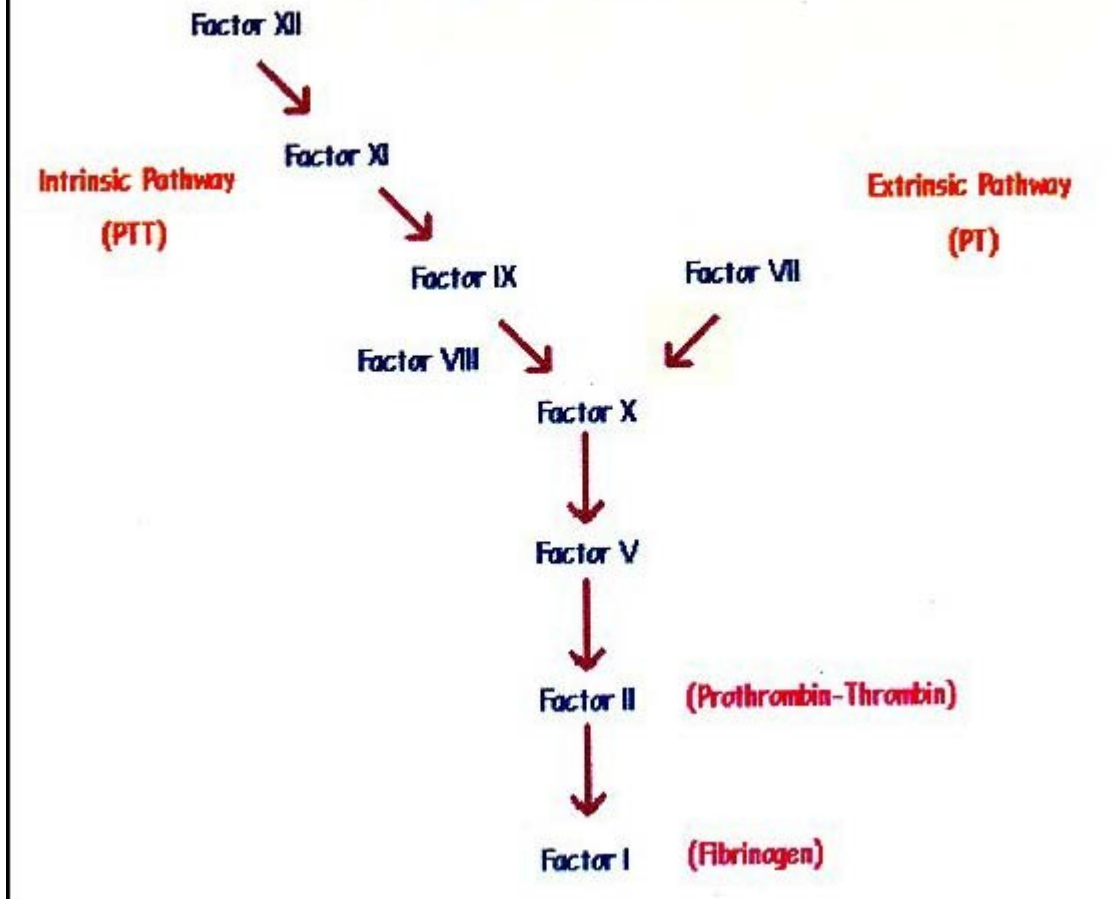 Factor XII
Factor XI
Intrinsic Pathway
(PTT)
Extrinsic Pathway
(PT)
Factor IX
Factor VII
Factor VIII
Factor X
Factor V
Factor II
(Prothrombin-Thrombin)
Factor I
(Fibrinogen)